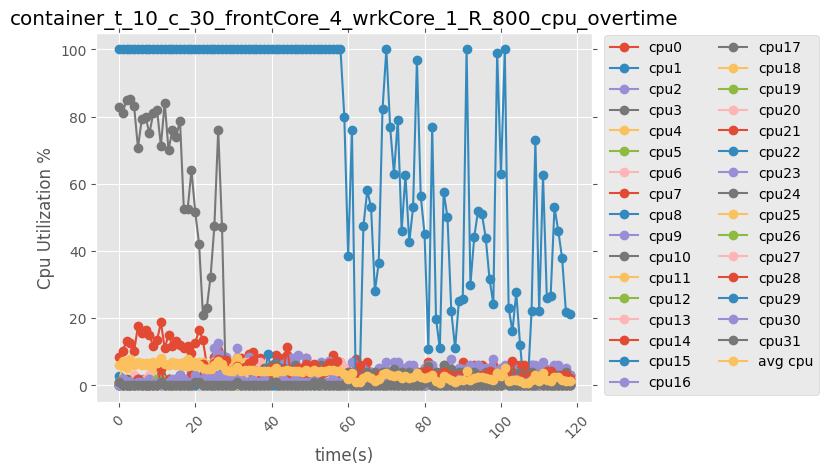 container_t_10_c_30_frontCore_4_wrkCore_1_R_800_cpu_overtime
100
80
60
40
20
0
Cpu Utilization %
0
20
40
60
80
100
120
time(s)
cpu0
cpu1
cpu2
cpu3
cpu4
cpu5
cpu6
cpu7
cpu8
cpu9
cpu10
cpu11
cpu12
cpu13
cpu14
cpu15
cpu16
cpu17
cpu18
cpu19
cpu20
cpu21
cpu22
cpu23
cpu24
cpu25
cpu26
cpu27
cpu28
cpu29
cpu30
cpu31
avg cpu